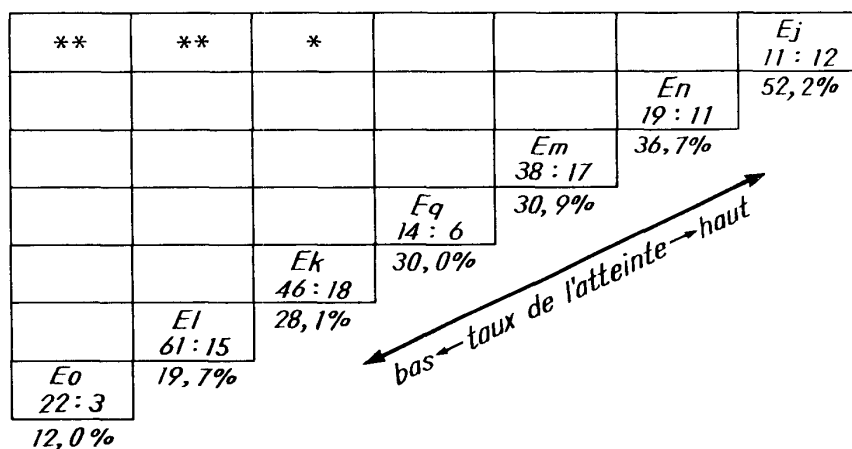 ** ** * Ej
11 : 12
En 52,2%
19 : 11
Em 36,7%
38 : 17
Eq 30,9%
14 : 6
Ek 30,0%
46 : 18
El 28,1%
61 : 15
Eo 19,7%
22 : 3
12,0%
bas ← taux de l'atteinte → haut